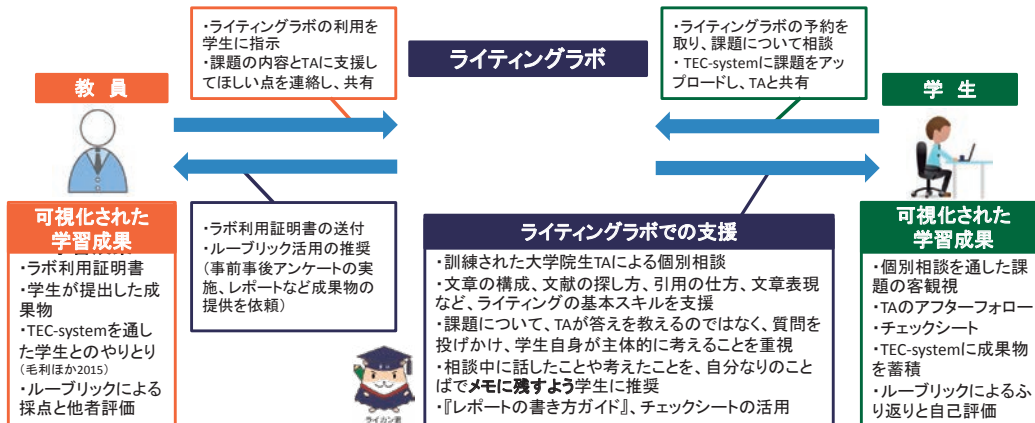 ・ライティングラボの利用を
学生に指示
・課題の内容とTAに支援し
てほしい点を連絡し、共有
ライティングラボ
・ライティングラボの予約を
取り、課題について相談
・ TEC-systemに課題をアッ
プロードし、TAと共有
教 員
学 生
可視化された
学習成果
・ラボ利用証明書
・学生が提出した成
果物
・TEC-systemを通し
た学生とのやりとり
(毛利ほか2015)
・ルーブリックによる
採点と他者評価
・ラボ利用証明書の送付
・ルーブリック活用の推奨
(事前事後アンケートの実
施、レポートなど成果物の
提供を依頼)
ライティングラボでの支援
・訓練された大学院生TAによる個別相談
・文章の構成、文献の探し方、引用の仕方、文章表現
など、ライティングの基本スキルを支援
・課題について、TAが答えを教えるのではなく、質問を
投げかけ、学生自身が主体的に考えることを重視
・相談中に話したことや考えたことを、自分なりのこと
ばでメモに残すよう学生に推奨
・『レポートの書き方ガイド』、チェックシートの活用
ライカン君
可視化された
学習成果
・個別相談を通した課
題の客観視
・TAのアフターフォロー
・チェックシート
・TEC-systemに成果物
を蓄積
・ルーブリックによるふ
り返りと自己評価